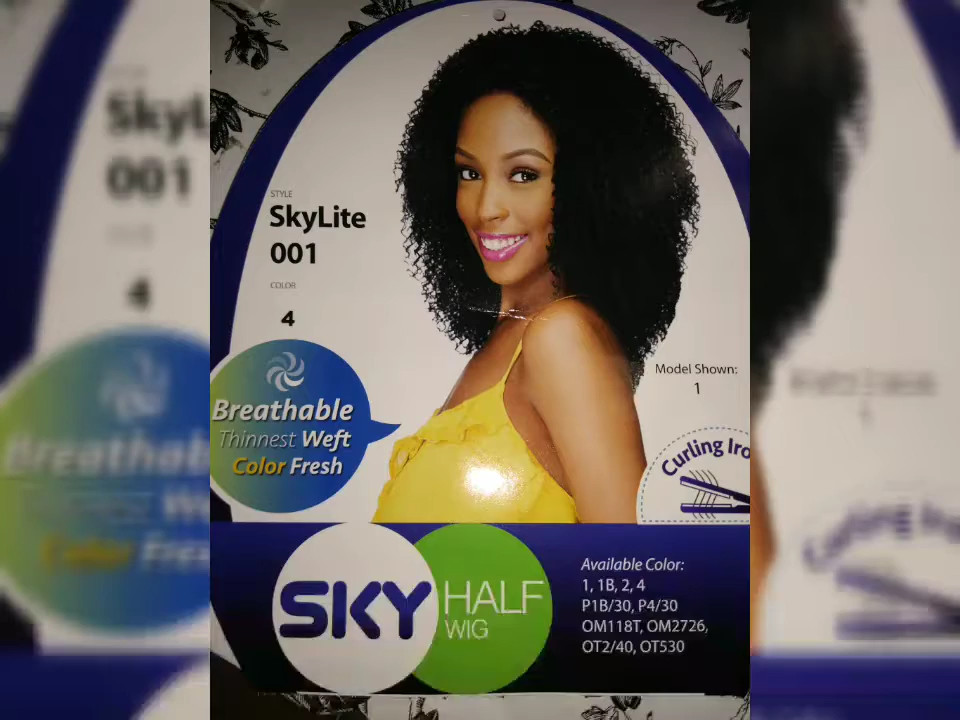 STYLE
SkyLite
001
COLOR
4
Model Shown:
1
Breathable
Thinnest Weft
Color Fresh
Curling Iro
SKY
HALF
WIG
Available Color:
1, 1B, 2, 4
P1B/30, P4/30
OM118T, OM2726,
OT2/40, OT530